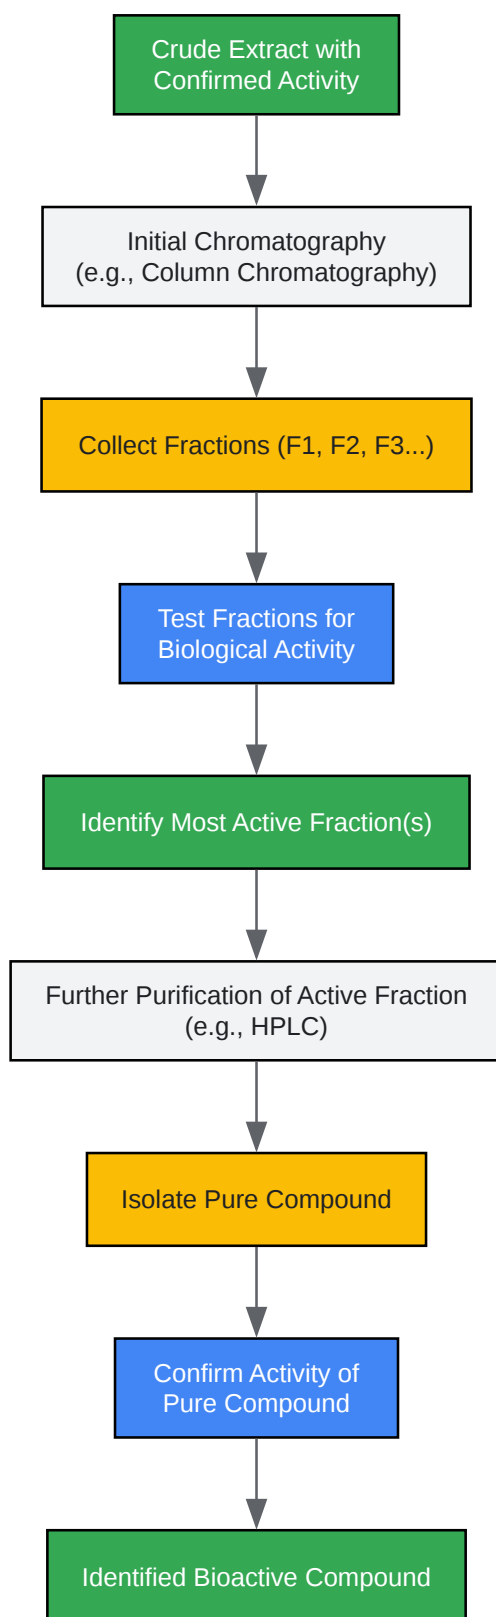 Crude Extract with
Confirmed Activity
Initial Chromatography
(e.g., Column Chromatography)
Collect Fractions (F1, F2, F3...)
Test Fractions for
Biological Activity
Identify Most Active Fraction(s)
Further Purification of Active Fraction
(e.g., HPLC)
Isolate Pure Compound
Confirm Activity of
Pure Compound
Identified Bioactive Compound